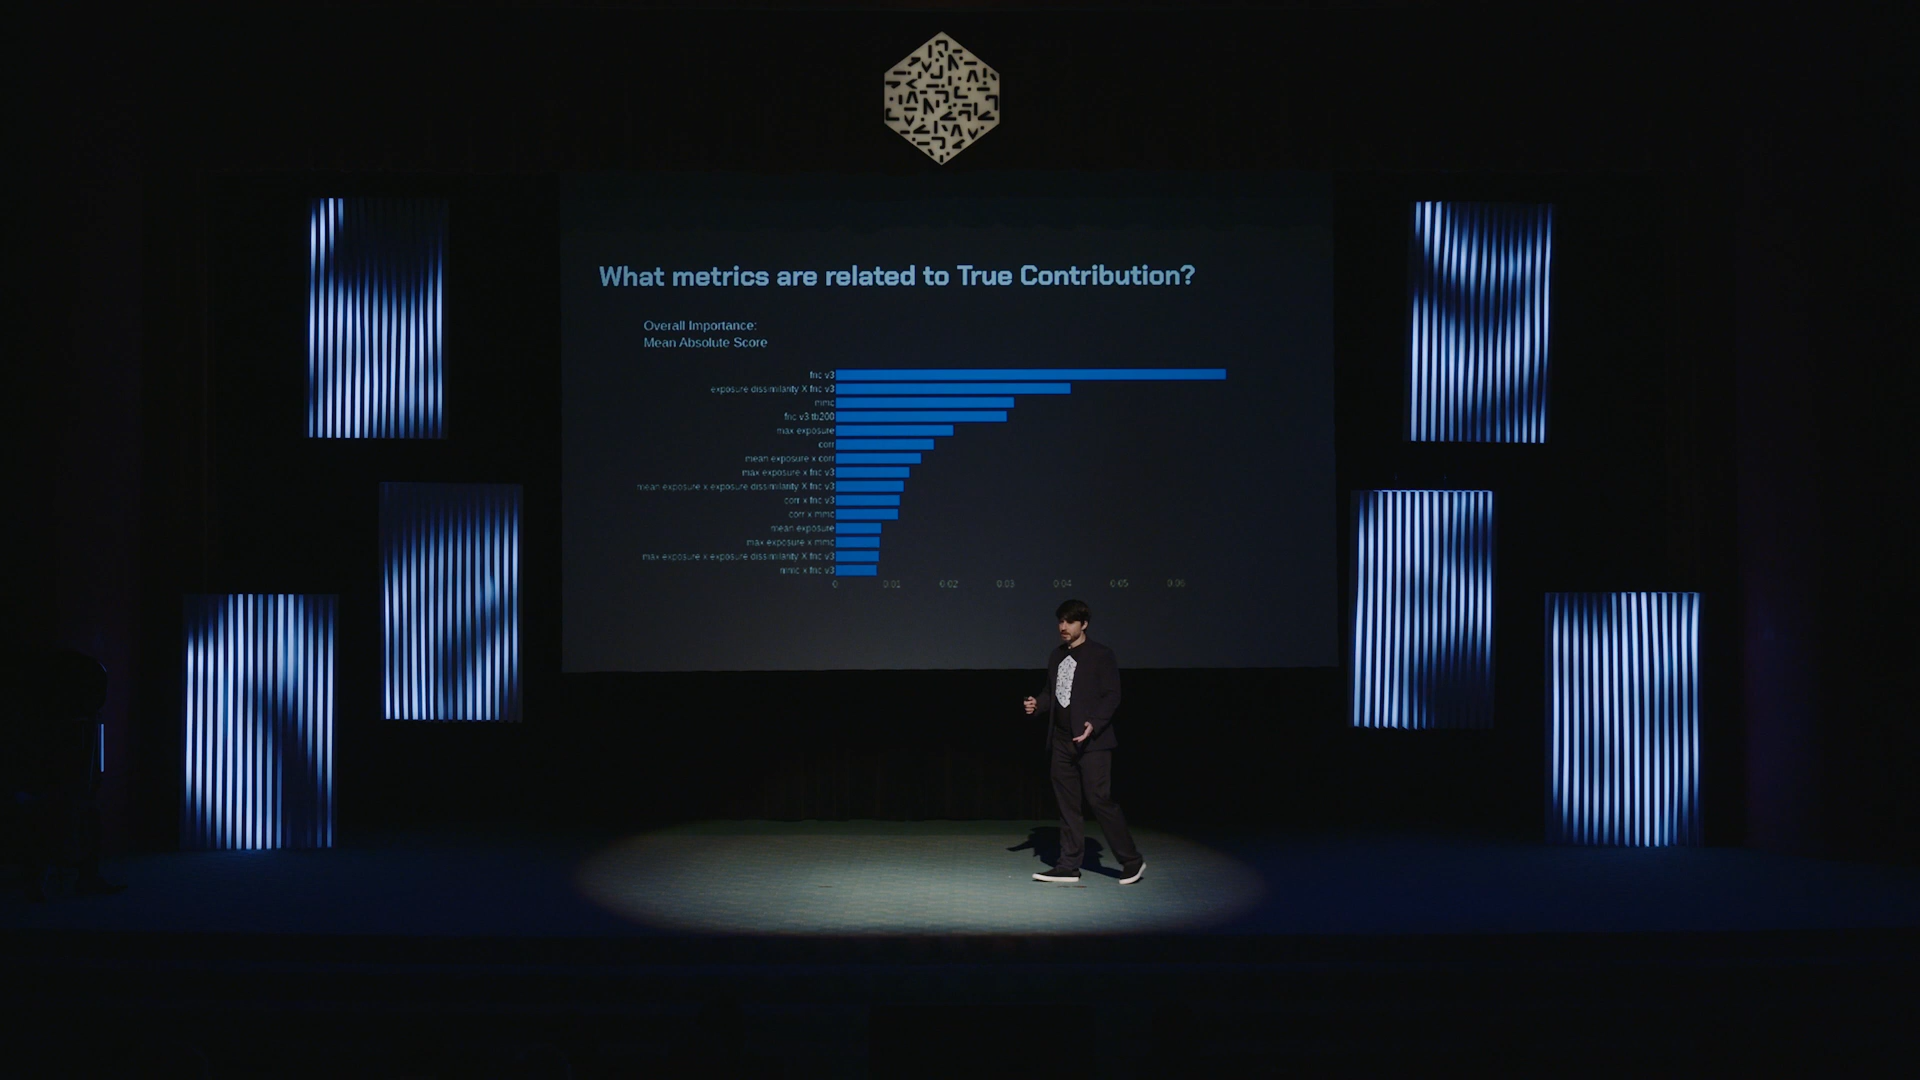 What metrics are related to True Contribution?
Overall Importance:
Mean Absolute Score
fnc v3
exposure dissimilarity X fnc v3
mmc
fnc v3 tb200
max exposure
corr
mean exposure x corr
max exposure x fnc v3
mean exposure x exposure dissimilarity X fnc v3
corr x fnc v3
corr x mmc
mean exposure
max exposure x mmc
max exposure x exposure dissimilarity X fnc v3
mmc x fnc v3
0 0.01 0.02 0.03 0.04 0.05 0.06